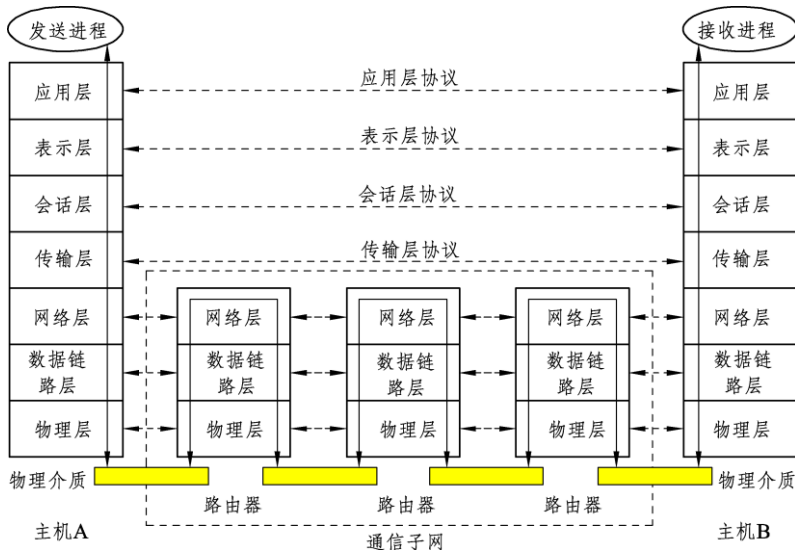 发送进程
接收进程
应用层
应用层协议
应用层
表示层
表示层协议
表示层
会话层
会话层协议
会话层
传输层
传输层协议
传输层
网络层
网络层
网络层
网络层
网络层
数据链
路层
数据链
路层
数据链
路层
数据链
路层
数据链
路层
物理层
物理层
物理层
物理层
物理层
物理介质
物理介质
路由器
路由器
路由器
主机A
通信子网
主机B